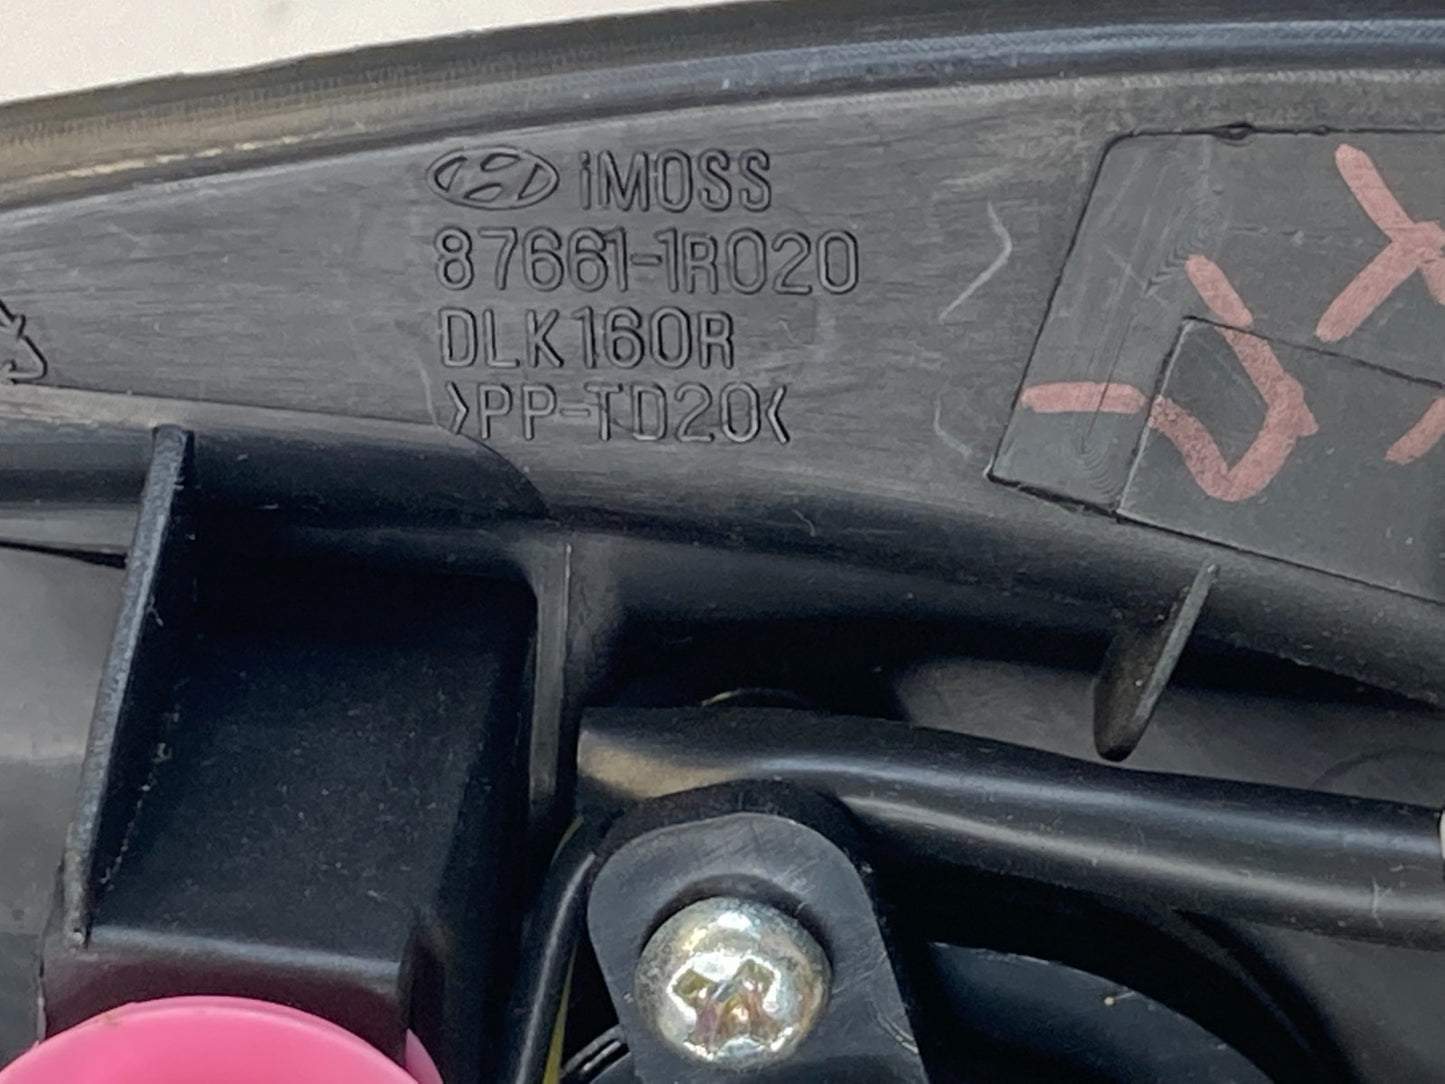 iMOSS
87661-1R020
DLK160R
>PP-TD20<